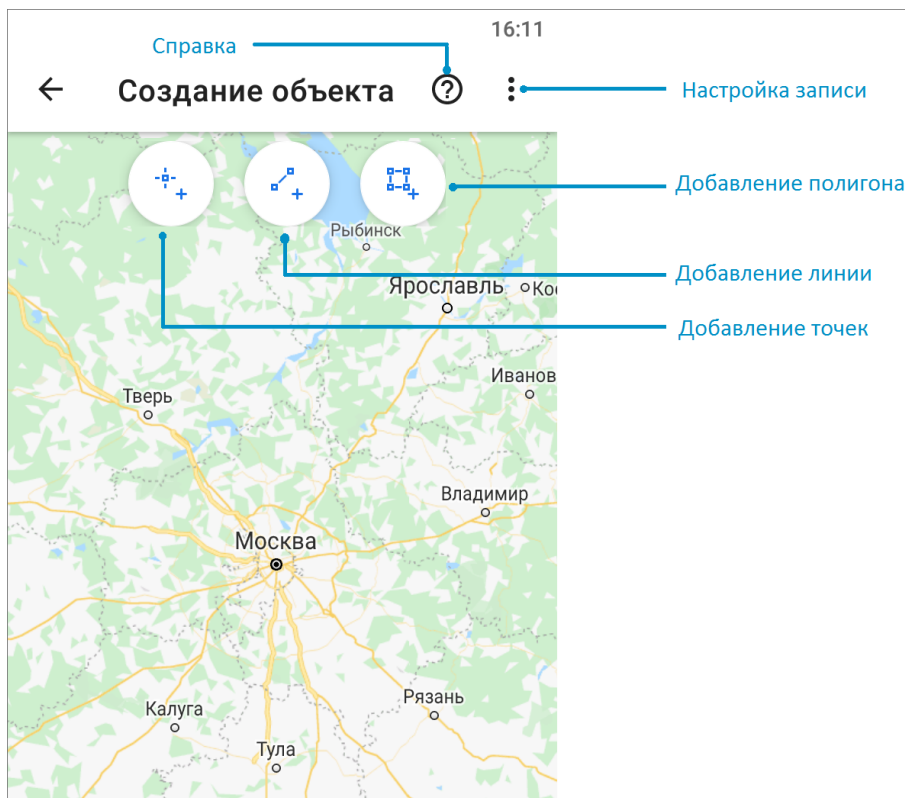 16:11
Справка
Создание объекта
Настройка записи
Добавление полигона
Рыбинск
Добавление линии
Ярославль
Ко
Добавление точек
Иванов
Тверь
Владимир
Москва
Рязань
Калуга
Тула